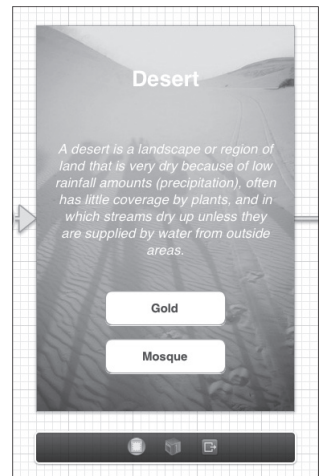 Desert
A desert is a landscape or region of
land that is very dry because of low
rainfall amounts (precipitation), often
has little coverage by plants, and in
which streams dry up unless they
are supplied by water from outside
areas.
Gold
Mosque